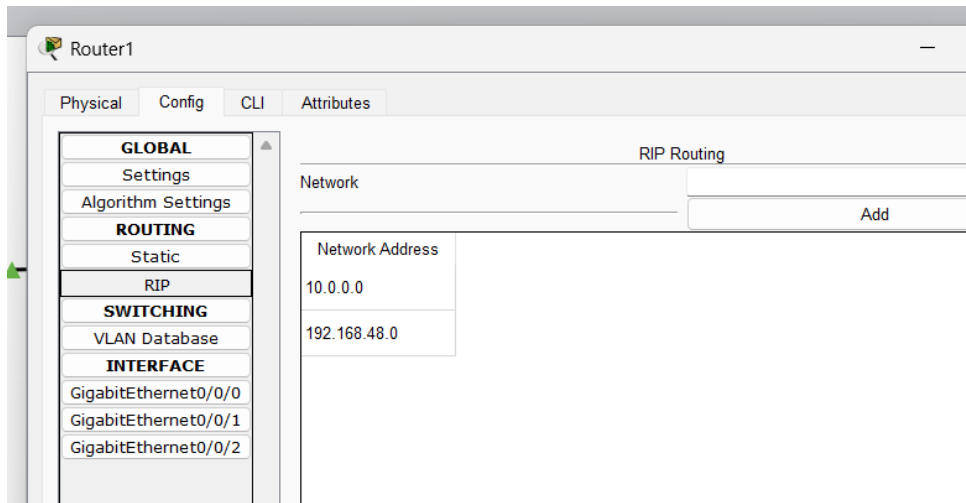 Router1
Physical Config CLI Attributes
GLOBAL
Settings
Algorithm Settings
ROUTING
Static
RIP
SWITCHING
VLAN Database
INTERFACE
GigabitEthernet0/0/0
GigabitEthernet0/0/1
GigabitEthernet0/0/2
RIP Routing
Network
Add
Network Address
10.0.0.0
192.168.48.0